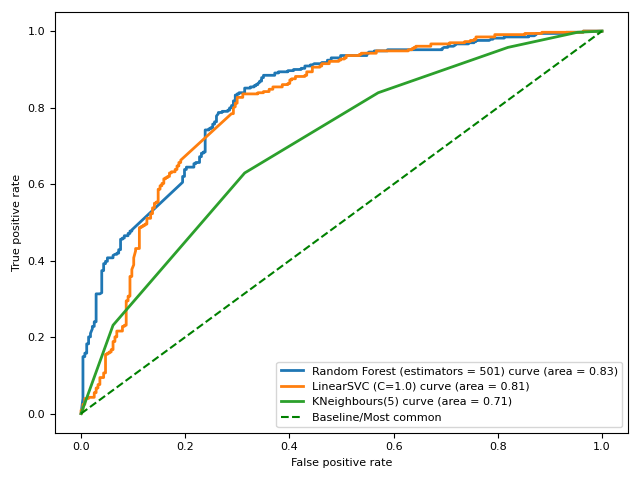 1.0
0.8
0.6
0.4
0.2
0.0
True positive rate
Random Forest (estimators = 501) curve (area = 0.83)
LinearSVC (C=1.0) curve (area = 0.81)
KNeighbours(5) curve (area = 0.71)
Baseline/Most common
0.0 0.2 0.4 0.6 0.8 1.0
False positive rate